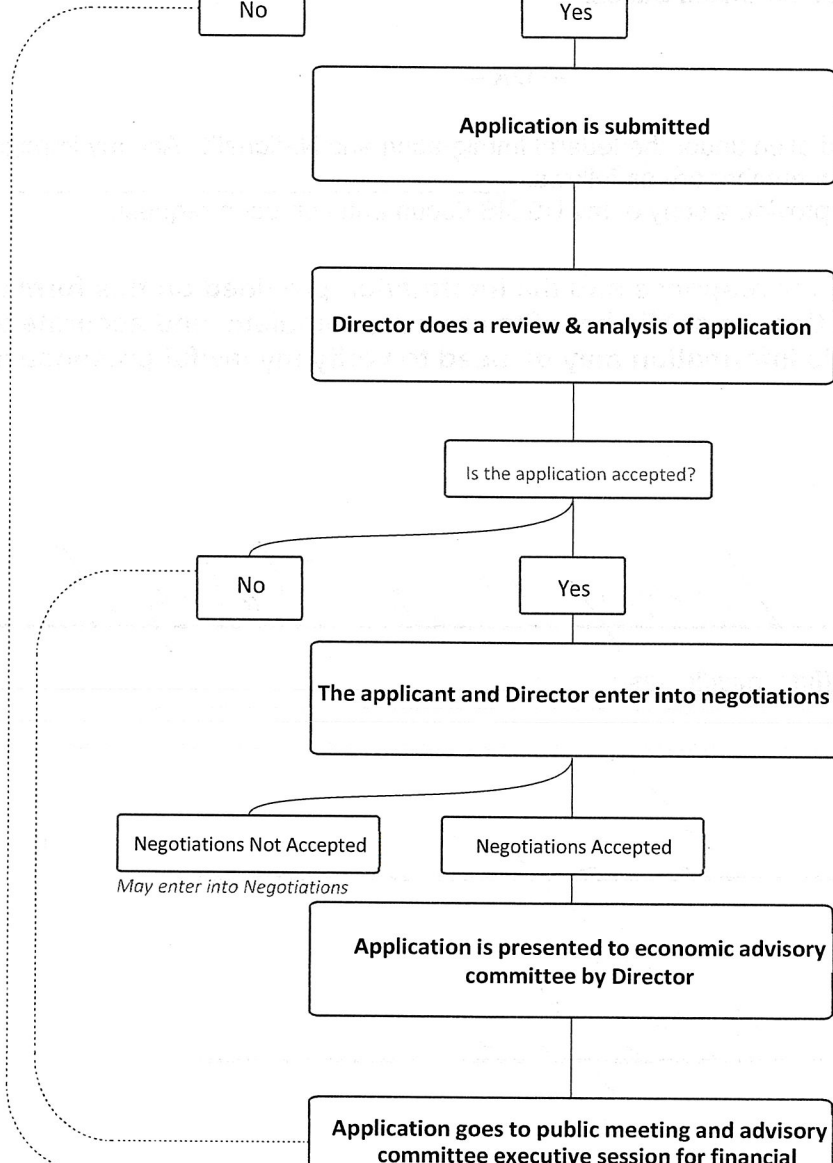 No
Yes
Application is submitted
Director does a review & analysis of application
Is the application accepted?
No
Yes
The applicant and Director enter into negotiations
Negotiations Not Accepted
Negotiations Accepted
May enter into Negotiations
Application is presented to economic advisory
committee by Director
Application goes to public meeting and advisory
committee executive session for financial